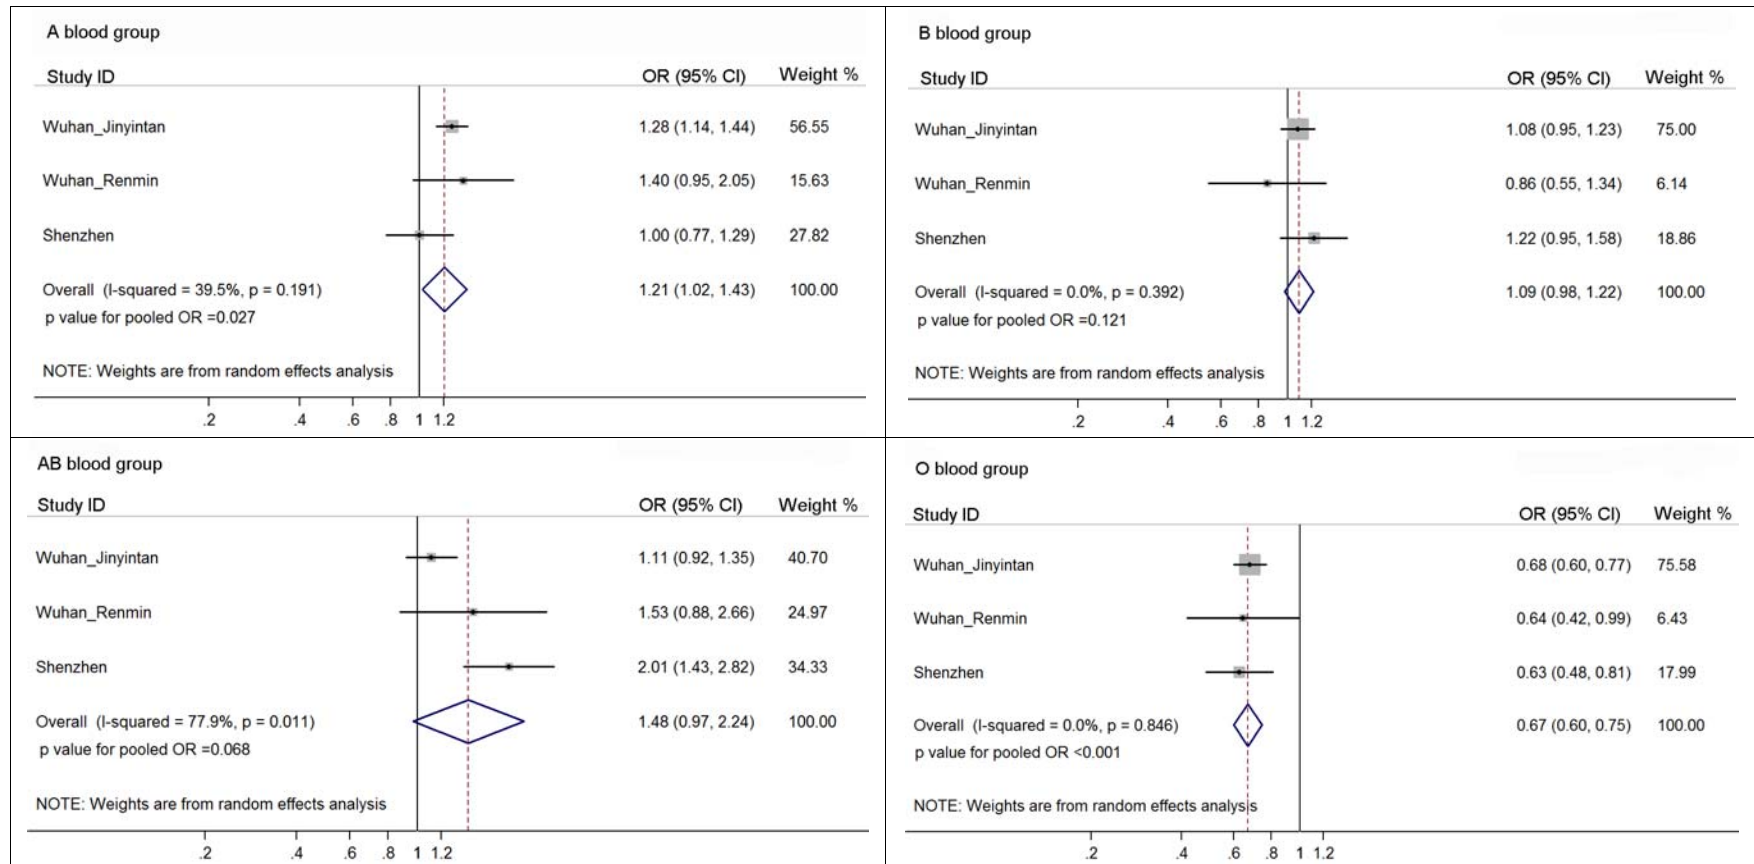 A blood group
Study ID OR (95% CI) Weight %
Wuhan_Jinyintan 1.28 (1.14, 1.44) 56.55
Wuhan_Renmin 1.40 (0.95, 2.05) 15.63
Shenzhen 1.00 (0.77, 1.29) 27.82
Overall (I-squared = 39.5%, p = 0.191) 1.21 (1.02, 1.43) 100.00
p value for pooled OR =0.027
NOTE: Weights are from random effects analysis
.2 .4 .6 .8 1 1.2
B blood group
Study ID OR (95% CI) Weight %
Wuhan_Jinyintan 1.08 (0.95, 1.23) 75.00
Wuhan_Renmin 0.86 (0.55, 1.34) 6.14
Shenzhen 1.22 (0.95, 1.58) 18.86
Overall (I-squared = 0.0%, p = 0.392) 1.09 (0.98, 1.22) 100.00
p value for pooled OR =0.121
NOTE: Weights are from random effects analysis
.2 .4 .6 .8 1 1.2
AB blood group
Study ID OR (95% CI) Weight %
Wuhan_Jinyintan 1.11 (0.92, 1.35) 40.70
Wuhan_Renmin 1.53 (0.88, 2.66) 24.97
Shenzhen 2.01 (1.43, 2.82) 34.33
Overall (I-squared = 77.9%, p = 0.011) 1.48 (0.97, 2.24) 100.00
p value for pooled OR =0.068
NOTE: Weights are from random effects analysis
.2 .4 .6 .8 1 1.2
O blood group
Study ID OR (95% CI) Weight %
Wuhan_Jinyintan 0.68 (0.60, 0.77) 75.58
Wuhan_Renmin 0.64 (0.42, 0.99) 6.43
Shenzhen 0.63 (0.48, 0.81) 17.99
Overall (I-squared = 0.0%, p = 0.846) 0.67 (0.60, 0.75) 100.00
p value for pooled OR <0.001
NOTE: Weights are from random effects analysis
.2 .4 .6 .8 1 1.2